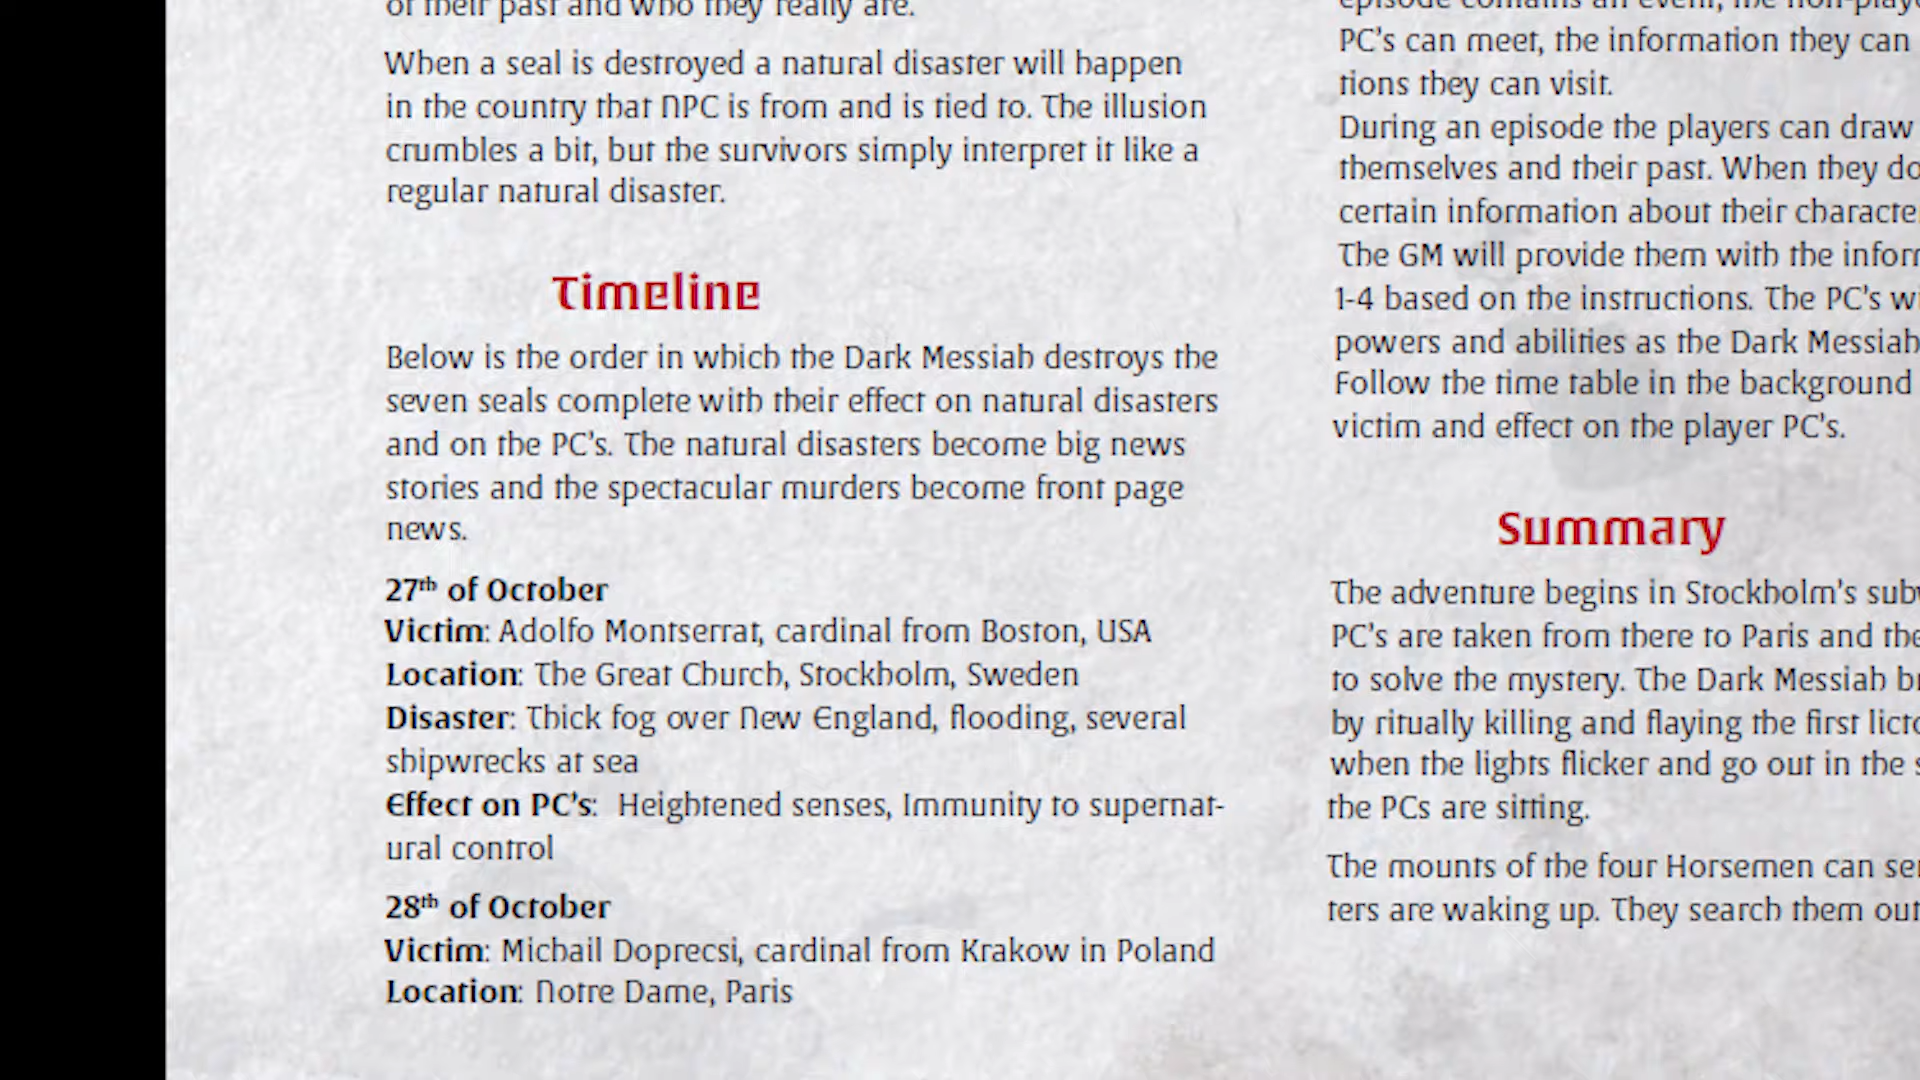 of their past and who they really are.
When a seal is destroyed a natural disaster will happen
in the country that NPC is from and is tied to. The illusion
crumbles a bit, but the survivors simply interpret it like a
regular natural disaster.
Timeline
Below is the order in which the Dark Messiah destroys the
seven seals complete with their effect on natural disasters
and on the PC's. The natural disasters become big news
stories and the spectacular murders become front page
news.
27th of October
Victim: Adolfo Montserrat, cardinal from Boston, USA
Location: The Great Church, Stockholm, Sweden
Disaster: Thick fog over New England, flooding, several
shipwrecks at sea
Effect on PC's:  Heightened senses, Immunity to supernat-
ural control
28th of October
Victim: Michail Doprecsi, cardinal from Krakow in Poland
Location: Notre Dame, Paris
episode contains an event, the
PC's can meet, the information they can
tions they can visit.
During an episode the players can draw
themselves and their past. When they do
certain information about their
The GM will provide them with the
1-4 based on the instructions. The PC's
powers and abilities as the Dark Messiah
Follow the time table in the background
victim and effect on the player PC's.
Summary
The adventure begins in Stockholm's
PC's are taken from there to Paris and
to solve the mystery. The Dark Messiah
by ritually killing and flaying the first
when the lights flicker and go out in the
the PCs are sitting.
The mounts of the four Horsemen can
ters are waking up. They search them out